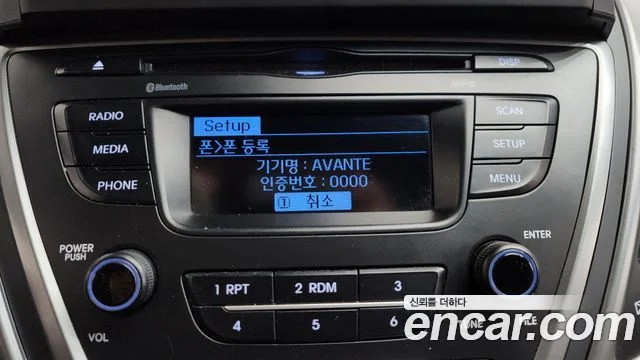 DISP
Bluetooth
MP3
RADIO
MEDIA
PHONE
Setup
폰>폰 등록
기기명 : AVANTE
인증번호 : 0000
① 취소
SCAN
SETUP
MENU
POWER
PUSH
VOL
1 RPT
2 RDM
3
4
5
6
ENTER
FILE
신뢰를 더하다
encar.com